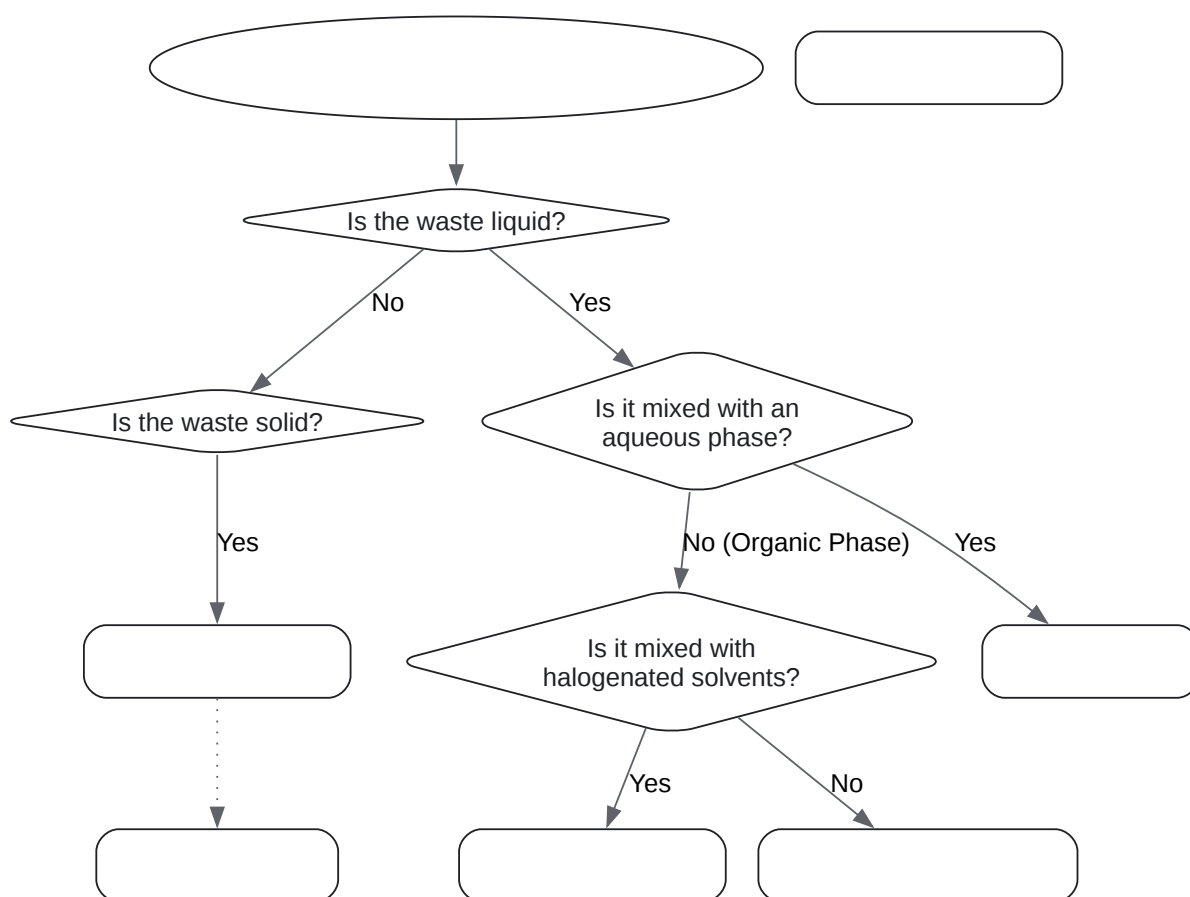 Is the waste liquid?
No
Yes
Is the waste solid?
Is it mixed with an
aqueous phase?
Yes
No (Organic Phase)
Yes
Is it mixed with
halogenated solvents?
Yes
No